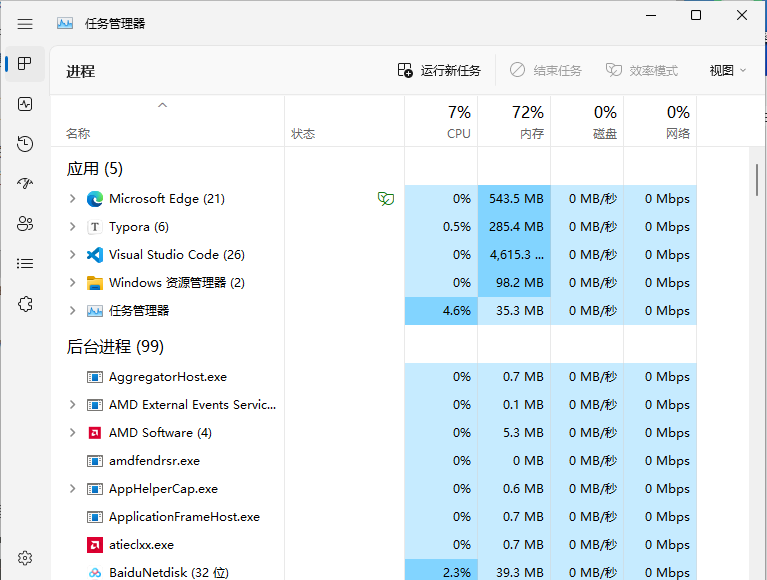 任务管理器
进程
运行新任务 结束任务 效率模式 视图
7% 72% 0% 0%
名称 状态 CPU 内存 磁盘 网络
应用 (5)
Microsoft Edge (21) 0% 543.5 MB 0 MB/秒 0 Mbps
T Typora (6) 0.5% 285.4 MB 0 MB/秒 0 Mbps
Visual Studio Code (26) 0% 4,615.3 ... 0 MB/秒 0 Mbps
Windows 资源管理器 (2) 0% 98.2 MB 0 MB/秒 0 Mbps
任务管理器 4.6% 35.3 MB 0 MB/秒 0 Mbps
后台进程 (99)
AggregatorHost.exe 0% 0.7 MB 0 MB/秒 0 Mbps
AMD External Events Servic... 0% 0.1 MB 0 MB/秒 0 Mbps
AMD Software (4) 0% 5.3 MB 0 MB/秒 0 Mbps
amdfendrsr.exe 0% 0 MB 0 MB/秒 0 Mbps
AppHelperCap.exe 0% 0.6 MB 0 MB/秒 0 Mbps
ApplicationFrameHost.exe 0% 0.7 MB 0 MB/秒 0 Mbps
atieclxx.exe 0% 0.7 MB 0 MB/秒 0 Mbps
BaiduNetdisk (32 位) 2.3% 39.3 MB 0 MB/秒 0 Mbps